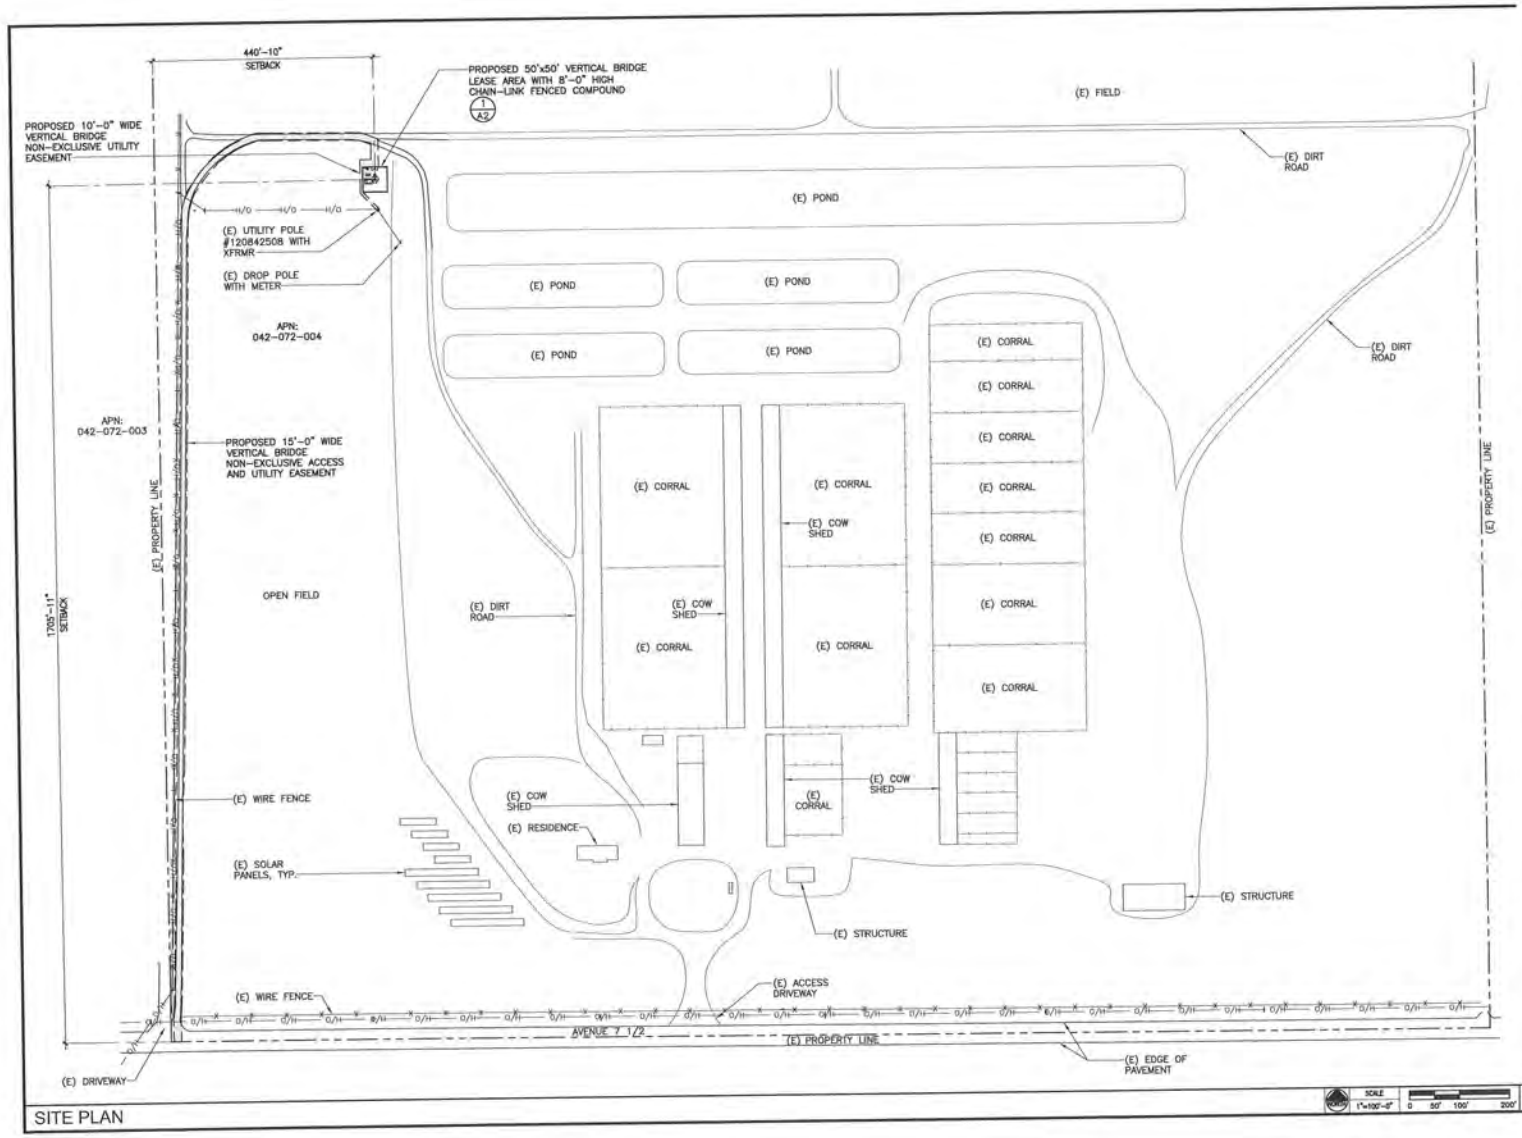 440'-10"
SETBACK
PROPOSED 50'x50' VERTICAL BRIDGE
LEASE AREA WITH 8'-0" HIGH
CHAIN-LINK FENCED COMPOUND
1
A2
(E) FIELD
PROPOSED 10'-0" WIDE
VERTICAL BRIDGE
NON-EXCLUSIVE UTILITY
EASEMENT
(E) DIRT
ROAD
(E) POND
H/O H/O H/O
(E) UTILITY POLE
#120842508 WITH
XFRMR
(E) DROP POLE
WITH METER
(E) POND
(E) POND
APN:
042-072-004
(E) POND
(E) POND
(E) CORRAL
(E) DIRT
ROAD
(E) CORRAL
APN:
042-072-003
PROPOSED 15'-0" WIDE
VERTICAL BRIDGE
NON-EXCLUSIVE ACCESS
AND UTILITY EASEMENT
(E) CORRAL
(E) CORRAL
(E) CORRAL
(E) CORRAL
(E) PROPERTY LINE
(E) PROPERTY LINE
(E) COW
SHED
(E) CORRAL
OPEN FIELD
1705'-11"
SETBACK
(E) DIRT
ROAD
(E) COW
SHED
(E) CORRAL
(E) CORRAL
(E) CORRAL
(E) CORRAL
(E) WIRE FENCE
(E) COW
SHED
(E) CORRAL
(E) COW
SHED
(E) RESIDENCE
(E) SOLAR
PANELS, TYP.
(E) STRUCTURE
(E) STRUCTURE
(E) WIRE FENCE
(E) ACCESS
DRIVEWAY
O/H O/H O/H O/H O/H O/H O/H O/H O/H O/H O/H O/H O/H O/H O/H O/H O/H O/H O/H O/H O/H O/H O/H O/H O/H O/H O/H O/H O/H
AVENUE 7 1/2
(E) PROPERTY LINE
(E) EDGE OF
PAVEMENT
(E) DRIVEWAY
SITE PLAN
NORTH
SCALE
1"=100'-0"
0 50' 100' 200'